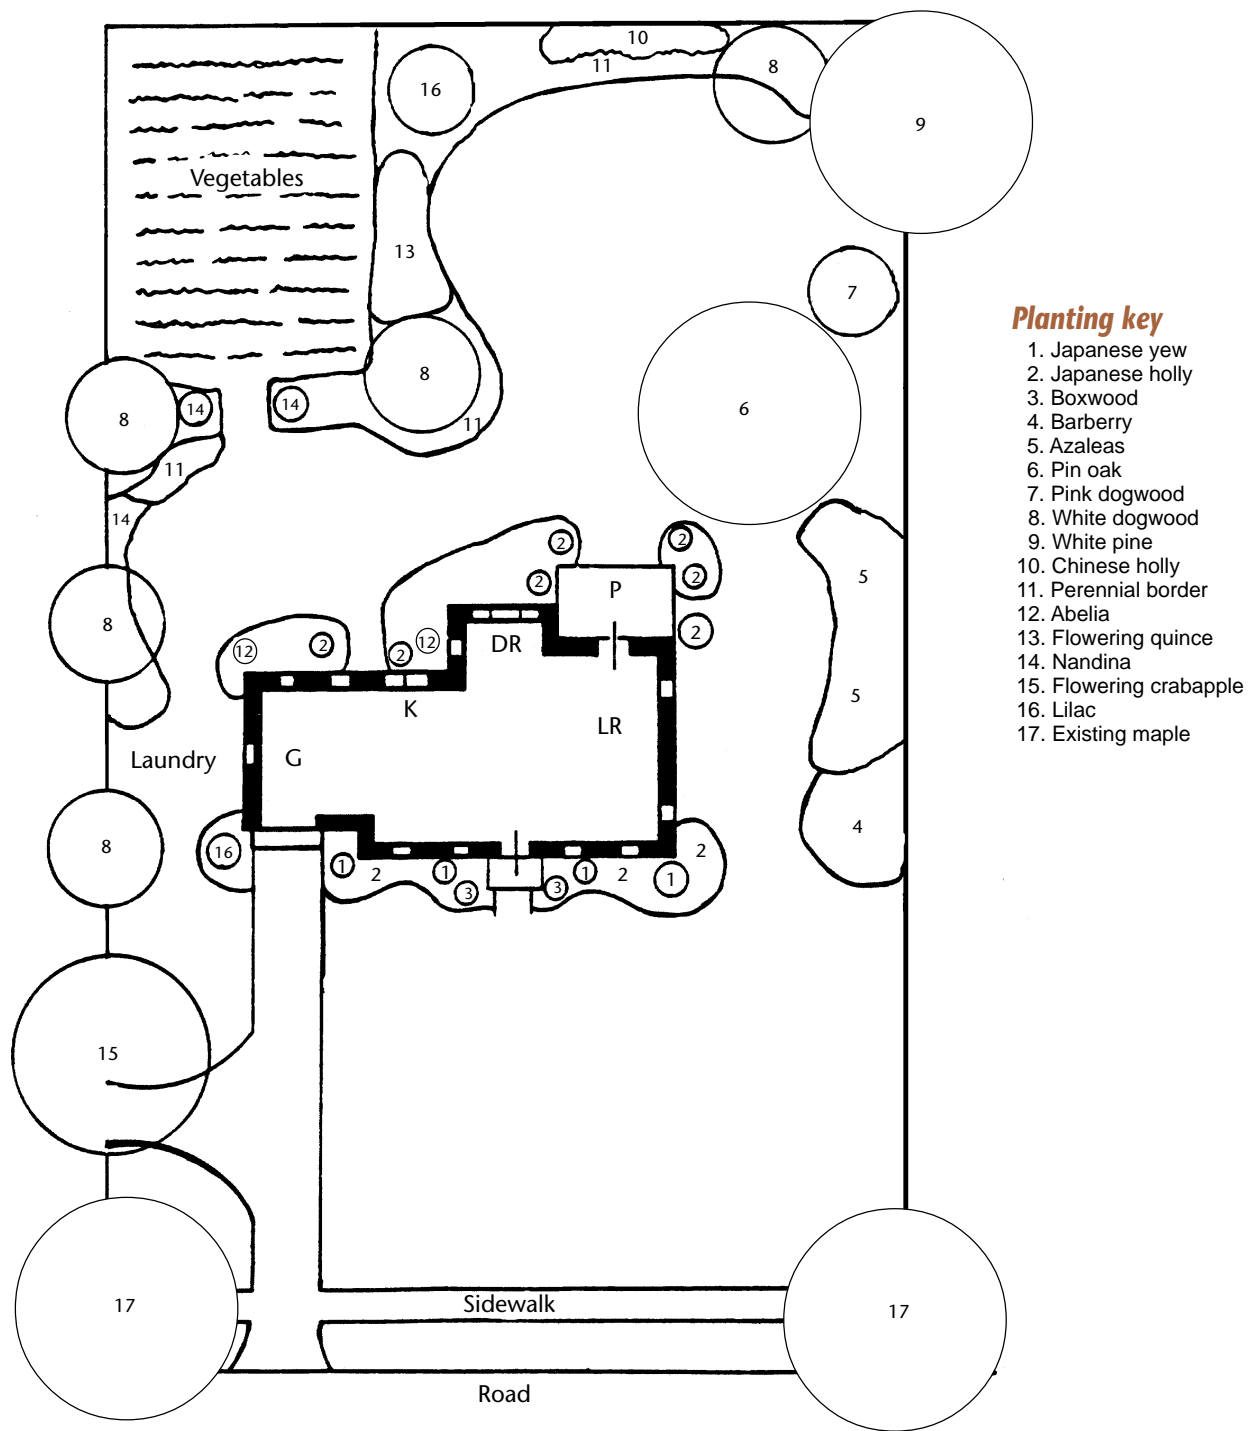 10
11
8
16
9
Vegetables
13
7
8
6
14
14
8
11
11
14
2
2
5
2
2
P
8
2
12
DR
2
12
2
5
K
LR
Laundry
G
4
8
16
1
2
1
3
3
1
2
1
2
15
17
Sidewalk
17
Road
Planting key
1. Japanese yew
2. Japanese holly
3. Boxwood
4. Barberry
5. Azaleas
6. Pin oak
7. Pink dogwood
8. White dogwood
9. White pine
10. Chinese holly
11. Perennial border
12. Abelia
13. Flowering quince
14. Nandina
15. Flowering crabapple
16. Lilac
17. Existing maple